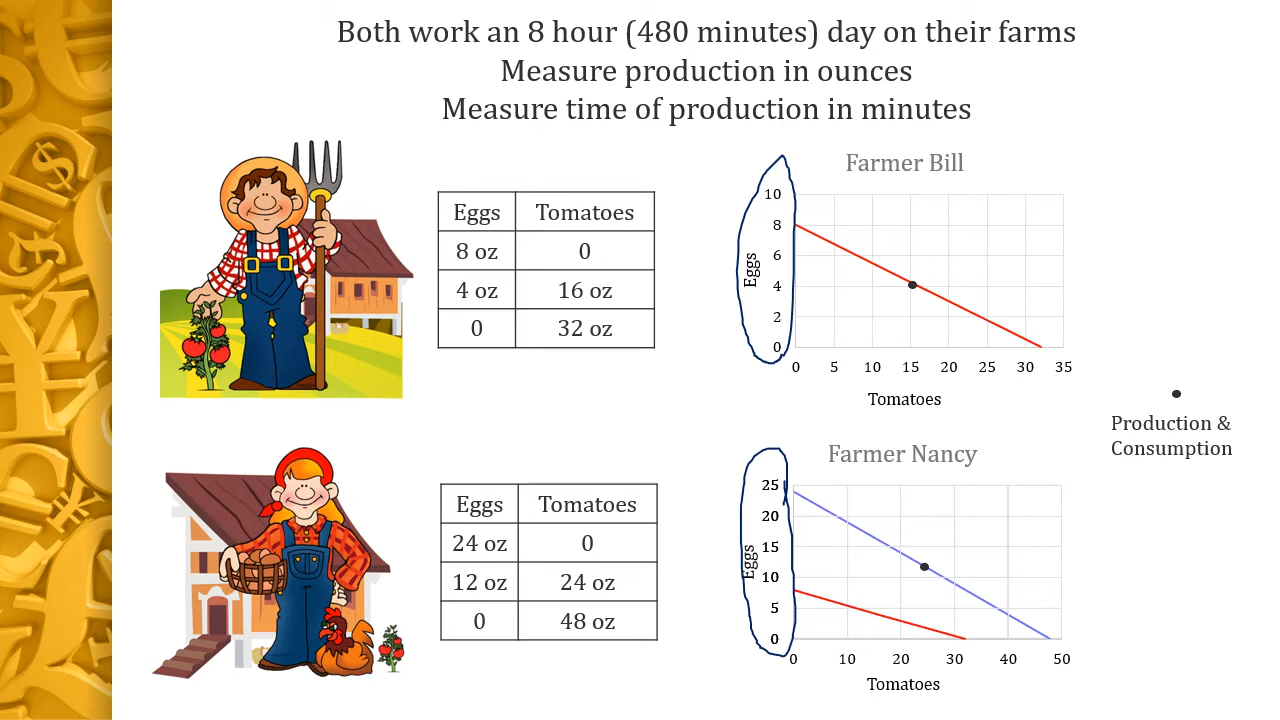 Both work an 8 hour (480 minutes) day on their farms
Measure production in ounces
Measure time of production in minutes
Eggs Tomatoes
8 oz 0
4 oz 16 oz
0 32 oz
Farmer Bill
10
8
6
4
2
0
Eggs
0 5 10 15 20 25 30 35
Tomatoes
Production &
Consumption
Eggs Tomatoes
24 oz 0
12 oz 24 oz
0 48 oz
Farmer Nancy
25
20
15
10
5
0
Eggs
0 10 20 30 40 50
Tomatoes